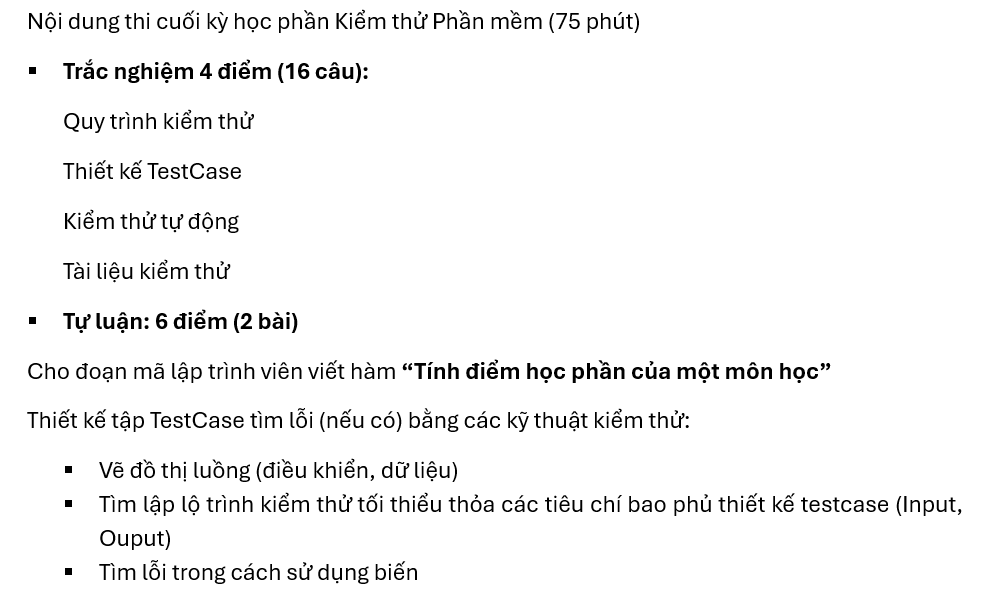 Nội dung thi cuối kỳ học phần Kiểm thử Phần mềm (75 phút)
▪ Trắc nghiệm 4 điểm (16 câu):
Quy trình kiểm thử
Thiết kế TestCase
Kiểm thử tự động
Tài liệu kiểm thử
▪ Tự luận: 6 điểm (2 bài)
Cho đoạn mã lập trình viên viết hàm “Tính điểm học phần của một môn học”
Thiết kế tập TestCase tìm lỗi (nếu có) bằng các kỹ thuật kiểm thử:
▪ Vẽ đồ thị luồng (điều khiển, dữ liệu)
▪ Tìm lập lộ trình kiểm thử tối thiểu thỏa các tiêu chí bao phủ thiết kế testcase (Input,
Ouput)
▪ Tìm lỗi trong cách sử dụng biến